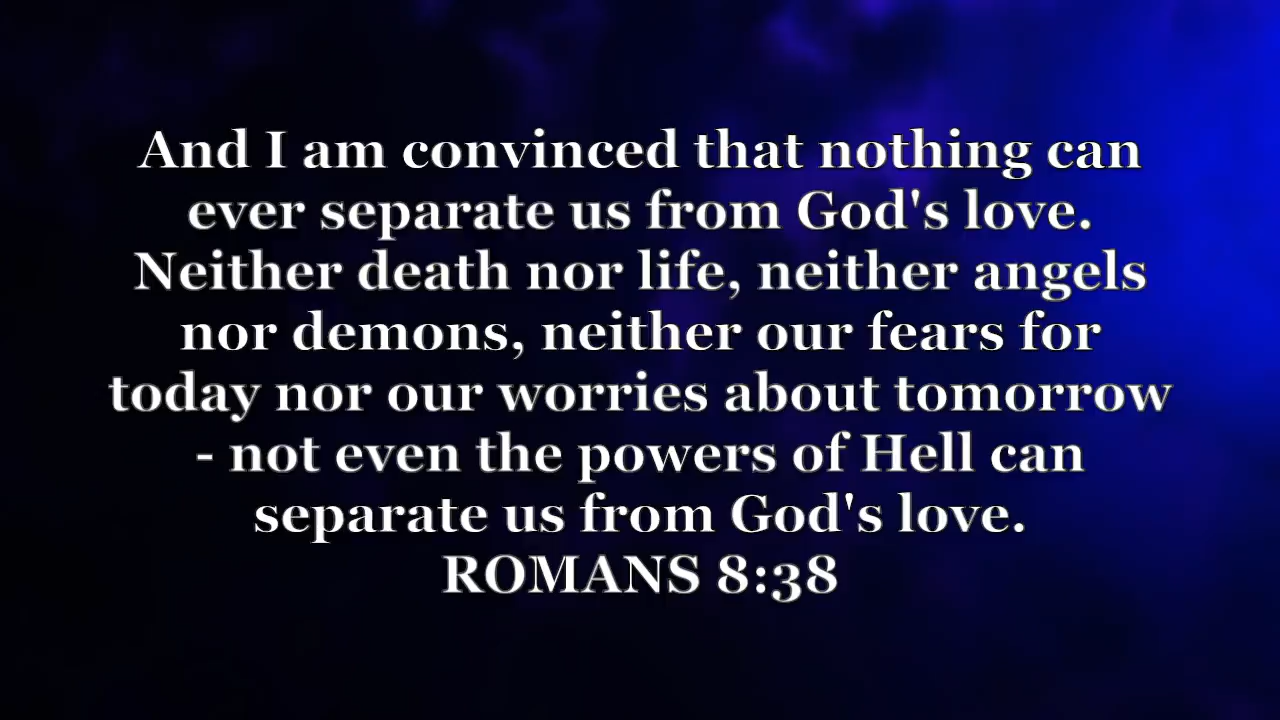 And I am convinced that nothing can
ever separate us from God's love.
Neither death nor life, neither angels
nor demons, neither our fears for
today nor our worries about tomorrow
- not even the powers of Hell can
separate us from God's love.
ROMANS 8:38